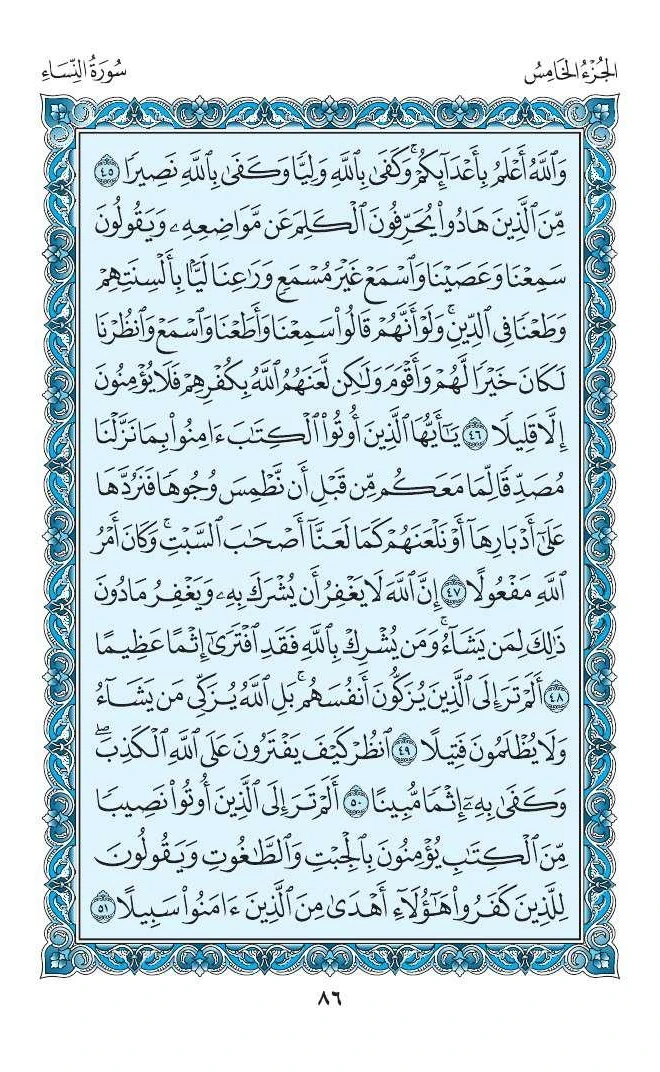 الجُزْءُ الخَامِسُ
سُورَةُ النِّسَاءِ
وَٱللَّهُ أَعْلَمُ بِأَعْدَآئِكُمْۚ وَكَفَىٰ بِٱللَّهِ وَلِيّٗا وَكَفَىٰ بِٱللَّهِ نَصِيرٗا ٤٥
مِّنَ ٱلَّذِينَ هَادُواْ يُحَرِّفُونَ ٱلۡكَلِمَ عَن مَّوَاضِعِهِۦ وَيَقُولُونَ
سَمِعۡنَا وَعَصَيۡنَا وَٱسۡمَعۡ غَيۡرَ مُسۡمَعٖ وَرَٰعِنَا لَيَّۢا بِأَلۡسِنَتِهِمۡ
وَطَعۡنٗا فِي ٱلدِّينِۚ وَلَوۡ أَنَّهُمۡ قَالُواْ سَمِعۡنَا وَأَطَعۡنَا وَٱسۡمَعۡ وَٱنظُرۡنَا
لَكَانَ خَيۡرٗا لَّهُمۡ وَأَقۡوَمَ وَلَٰكِن لَّعَنَهُمُ ٱللَّهُ بِكُفۡرِهِمۡ فَلَا يُؤۡمِنُونَ
إِلَّا قَلِيلٗا ٤٦ يَٰٓأَيُّهَا ٱلَّذِينَ أُوتُواْ ٱلۡكِتَٰبَ ءَامِنُواْ بِمَا نَزَّلۡنَا
مُصَدِّقٗا لِّمَا مَعَكُم مِّن قَبۡلِ أَن نَّطۡمِسَ وُجُوهٗا فَنَرُدَّهَا
عَلَىٰٓ أَدۡبَارِهَآ أَوۡ نَلۡعَنَهُمۡ كَمَا لَعَنَّآ أَصۡحَٰبَ ٱلسَّبۡتِۚ وَكَانَ أَمۡرُ
ٱللَّهِ مَفۡعُولًا ٤٧ إِنَّ ٱللَّهَ لَا يَغۡفِرُ أَن يُشۡرَكَ بِهِۦ وَيَغۡفِرُ مَا دُونَ
ذَٰلِكَ لِمَن يَشَآءُۚ وَمَن يُشۡرِكۡ بِٱللَّهِ فَقَدِ ٱفۡتَرَىٰٓ إِثۡمًا عَظِيمًا
٤٨ أَلَمۡ تَرَ إِلَى ٱلَّذِينَ يُزَكُّونَ أَنفُسَهُمۚ بَلِ ٱللَّهُ يُزَكِّي مَن يَشَآءُ
وَلَا يُظۡلَمُونَ فَتِيلًا ٤٩ ٱنظُرۡ كَيۡفَ يَفۡتَرُونَ عَلَى ٱللَّهِ ٱلۡكَذِبَۖ
وَكَفَىٰ بِهِۦٓ إِثۡمٗا مُّبِينًا ٥٠ أَلَمۡ تَرَ إِلَى ٱلَّذِينَ أُوتُواْ نَصِيبٗا
مِّنَ ٱلۡكِتَٰبِ يُؤۡمِنُونَ بِٱلۡجِبۡتِ وَٱلطَّٰغُوتِ وَيَقُولُونَ
لِلَّذِينَ كَفَرُواْ هَٰٓؤُلَآءِ أَهۡدَىٰ مِنَ ٱلَّذِينَ ءَامَنُواْ سَبِيلًا ٥١
٨٦